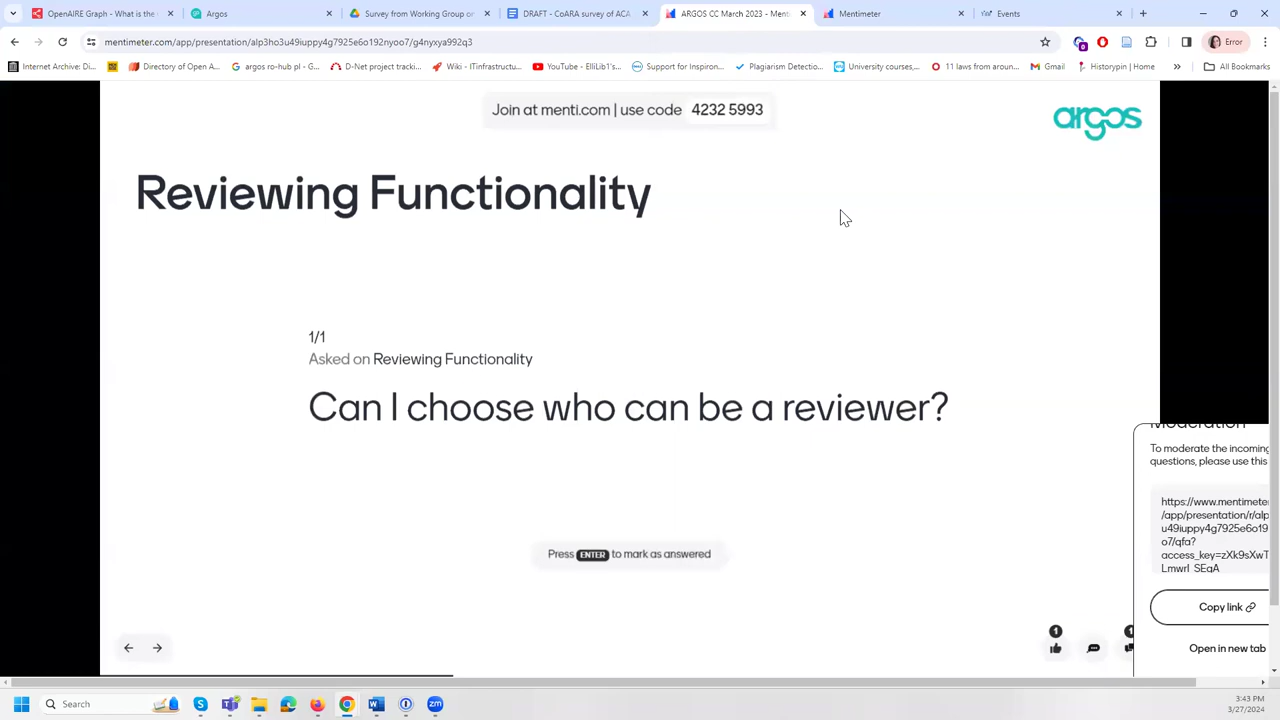 OpenAIRE Graph - What is the
Argos
Survey from Working Group on
DRAFT - CoARA survey of ACA
ARGOS CC March 2023 - Men
Mentimeter
Events
mentimeter.com/app/presentation/alp3ho3u49iuppy4g7925e6o192nyoo7/g4nyxya992q3
Error
Internet Archive: Di...
Directory of Open A...
argos ro-hub pl - G...
D-Net project tracki...
Wiki - ITinfrastructu...
YouTube - ElliLib1's...
Support for Inspiron...
Plagiarism Detectio...
University courses,...
11 laws from aroun...
Gmail
Historypin | Home
All Bookmarks
Join at menti.com | use code 4232 5993
argos
Reviewing Functionality
1/1
Asked on Reviewing Functionality
Can I choose who can be a reviewer?
Moderation
To moderate the incoming
questions, please use this
https://www.mentimete
/app/presentation/r/alp
u49iuppy4g7925e6o19
o7/qfa?
access_key=zXk9sXwT
LmwrI_SEgA
Copy link
Open in new tab
Press ENTER to mark as answered
1
1
Search
3:43 PM
3/27/2024